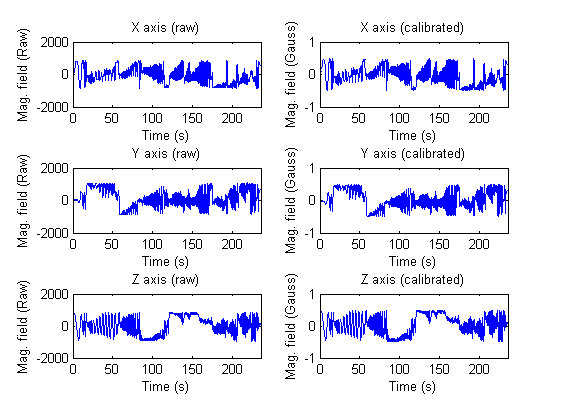 X axis (raw)
X axis (calibrated)
Mag. field (Raw)
2000
0
-2000
0 50 100 150 200
Time (s)
Mag. field (Gauss)
1
0
-1
0 50 100 150 200
Time (s)
Y axis (raw)
Y axis (calibrated)
Mag. field (Raw)
2000
0
-2000
0 50 100 150 200
Time (s)
Mag. field (Gauss)
1
0
-1
0 50 100 150 200
Time (s)
Z axis (raw)
Z axis (calibrated)
Mag. field (Raw)
2000
0
-2000
0 50 100 150 200
Time (s)
Mag. field (Gauss)
1
0
-1
0 50 100 150 200
Time (s)